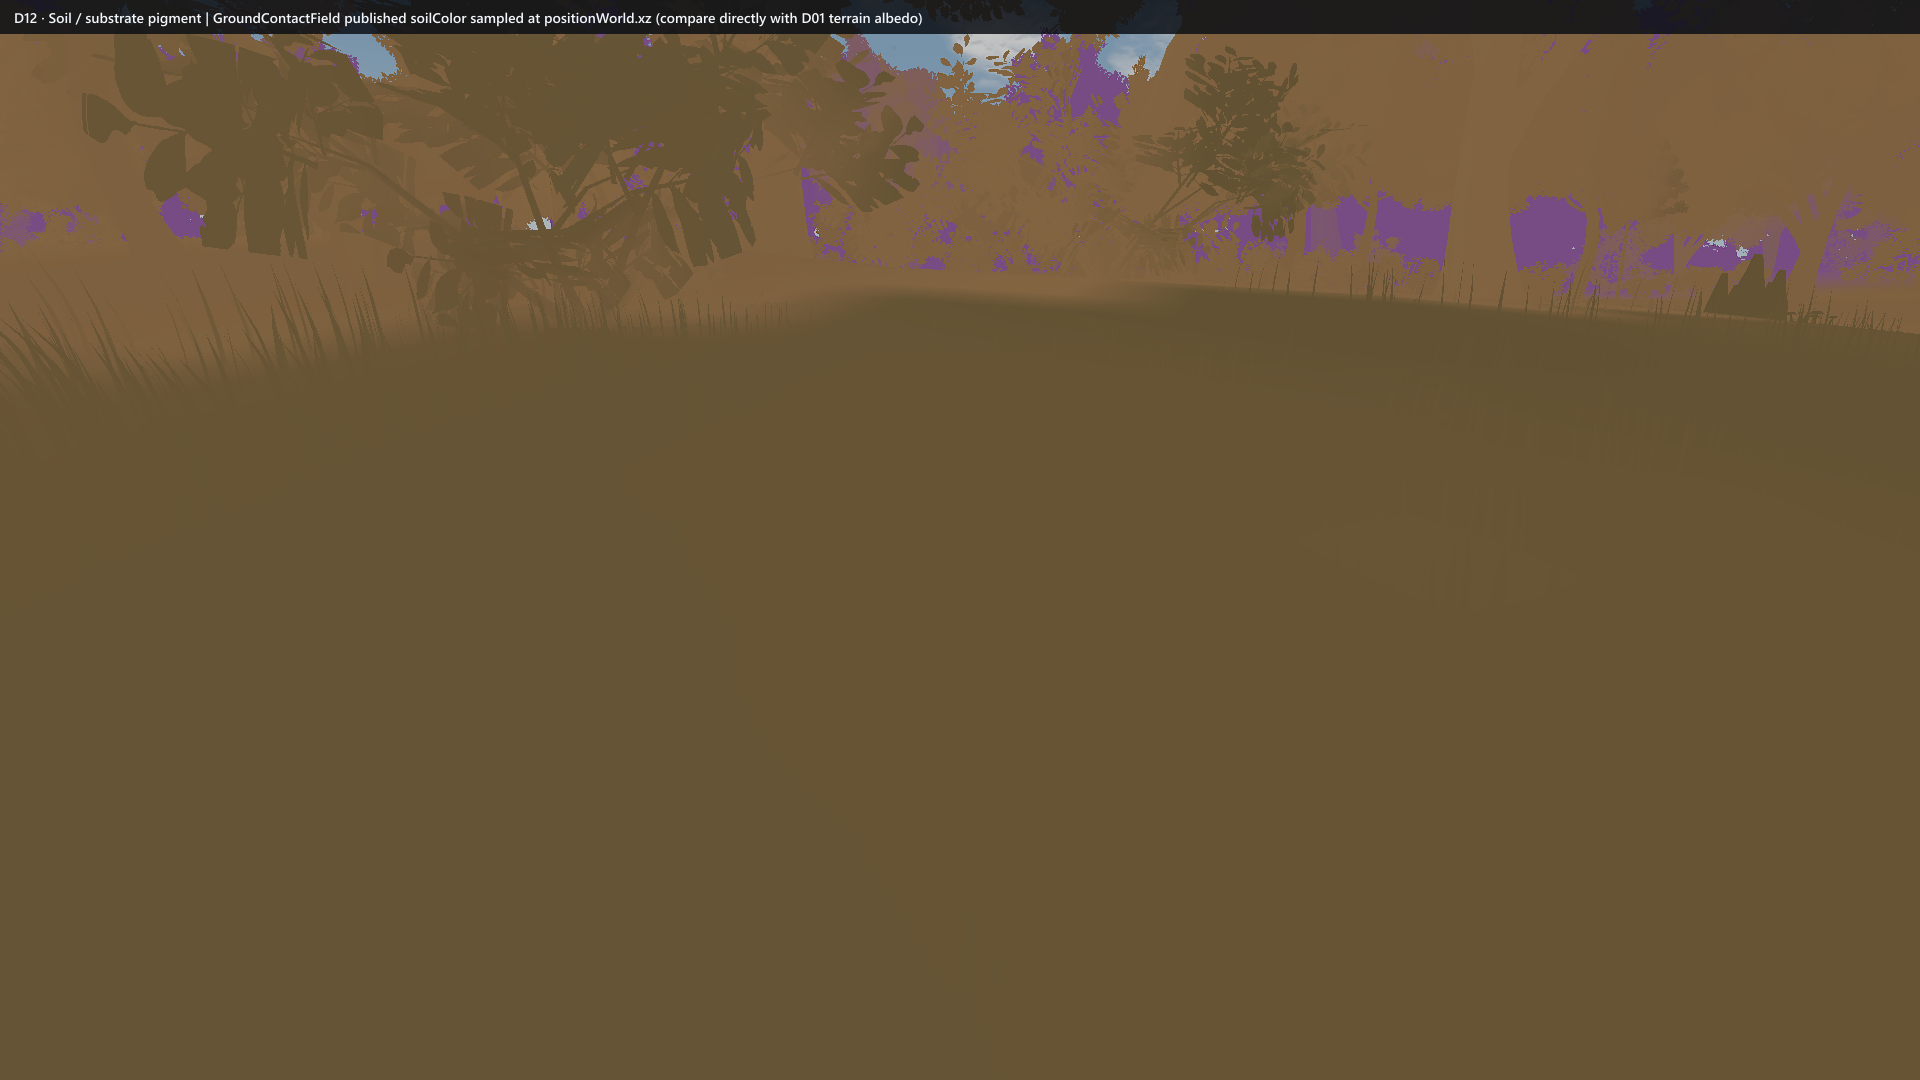 D12 · Soil / substrate pigment | GroundContactField published soilColor sampled at positionWorld.xz (compare directly with D01 terrain albedo)